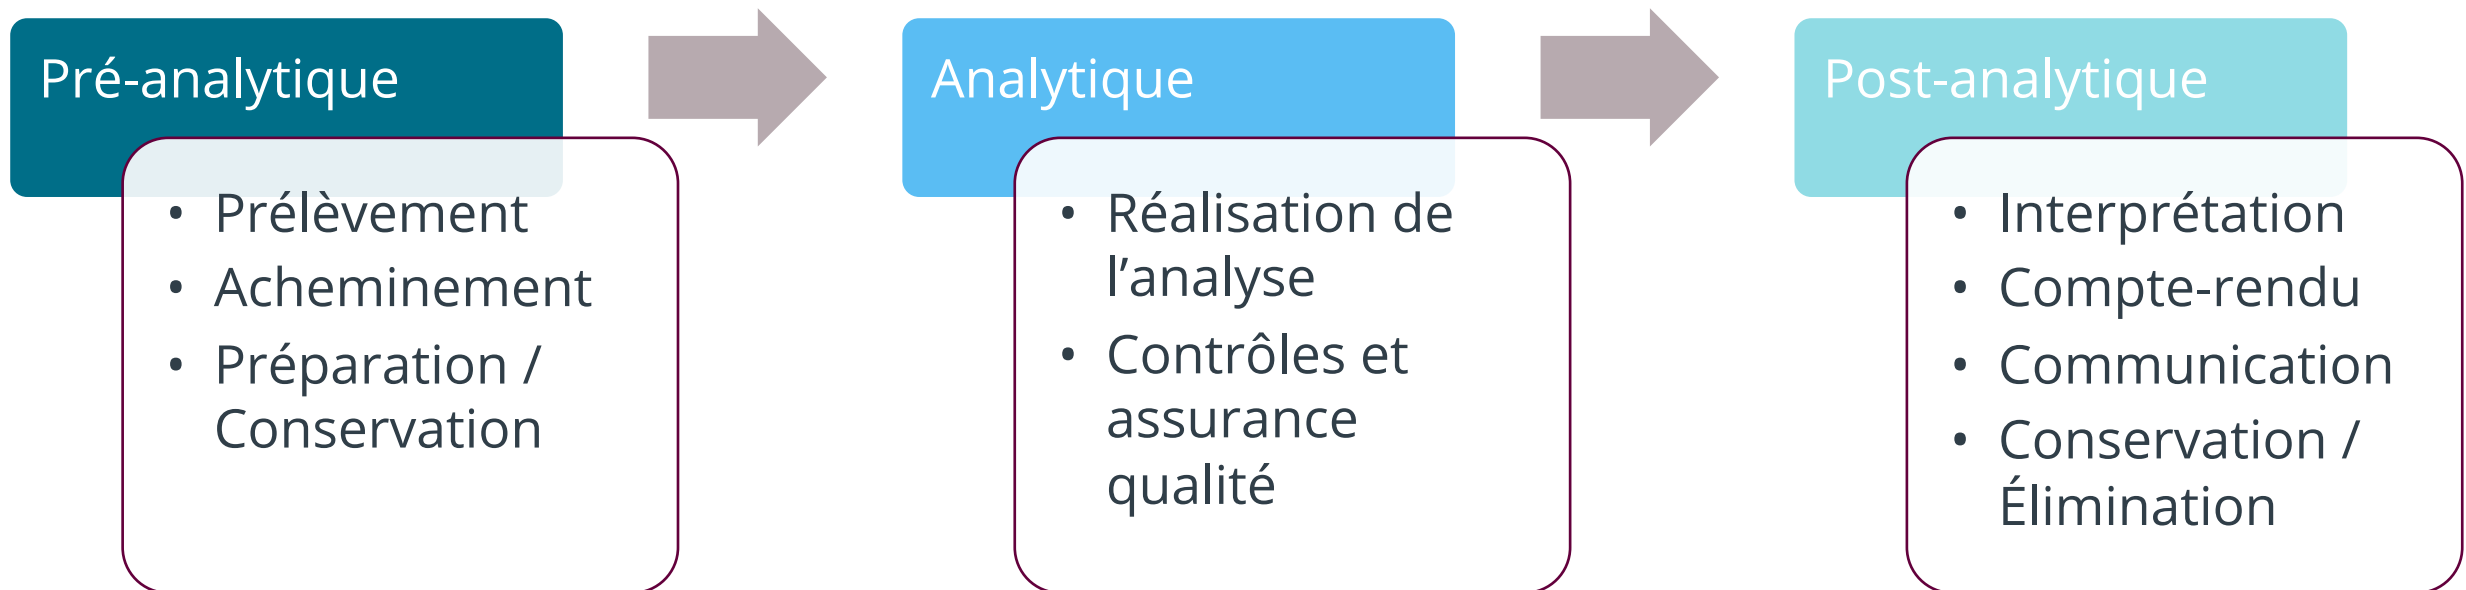 Pré-analytique
• Prélèvement
• Acheminement
• Préparation /
Conservation
Analytique
• Réalisation de
l’analyse
• Contrôles et
assurance
qualité
Post-analytique
• Interprétation
• Compte-rendu
• Communication
• Conservation /
Élimination